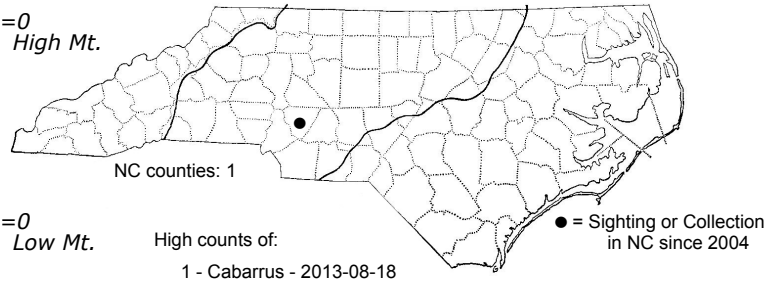 =0
High Mt.
NC counties: 1
=0
Low Mt.
High counts of:
1 - Cabarrus - 2013-08-18
● = Sighting or Collection
in NC since 2004